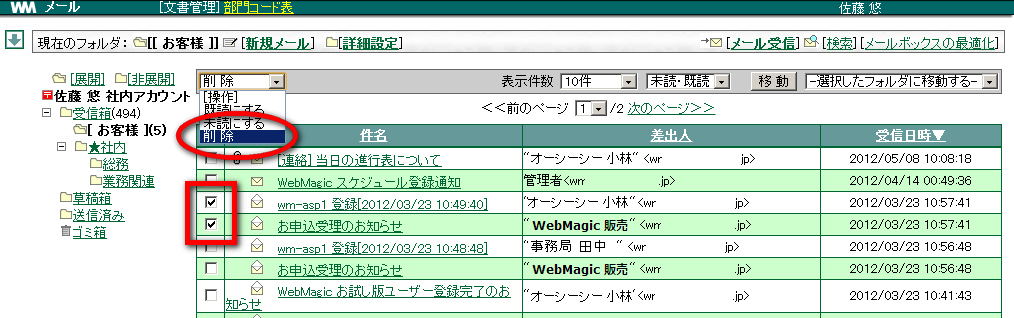 WM メール [文書管理] 部門コード表 佐藤 悠
現在のフォルダ: [[ お客様 ]] [新規メール] [詳細設定] [メール受信] [検索] [メールボックスの最適化]
[展開] [非展開]
佐藤 悠 社内アカウント
受信箱(494)
[ お客様 ](5)
★社内
総務
業務関連
草稿箱
送信済み
ゴミ箱
削除 表示件数 10件 未読・既読 移動 -選択したフォルダに移動する-
[操作]
既読にする
未読にする
削除
<<前のページ 1 /2 次のページ>>
件名 差出人 受信日時▼
[連絡] 当日の進行表について "オーシーシー 小林" <wr jp> 2012/05/08 10:08:18
WebMagic スケジュール登録通知 管理者<wm .jp> 2012/04/14 00:49:36
wm-asp1 登録[2012/03/23 10:49:40] "オーシーシー 小林" <wr jp> 2012/03/23 10:57:41
お申込受理のお知らせ "WebMagic 販売" <wm .jp> 2012/03/23 10:57:41
wm-asp1 登録[2012/03/23 10:48:48] "事務局 田中 " <wr jp> 2012/03/23 10:56:48
お申込受理のお知らせ "WebMagic 販売" <wm .jp> 2012/03/23 10:56:48
WebMagic お試し版ユーザー登録完了のお
知らせ "オーシーシー 小林" <wr jp> 2012/03/23 10:41:43